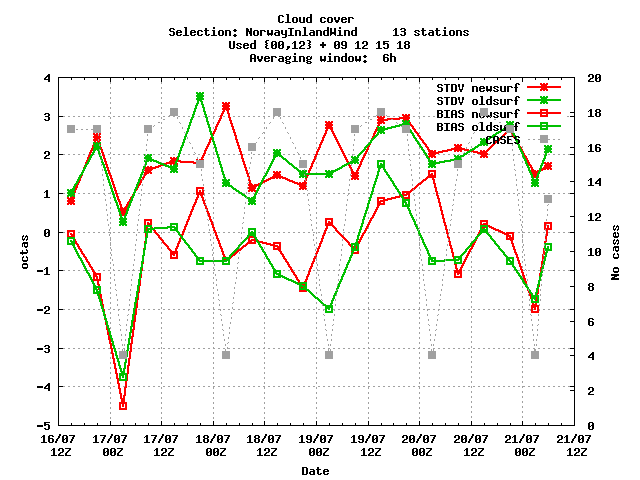 Cloud cover
Selection: NorwayInlandWind     13 stations
Used {00,12} + 09 12 15 18
Averaging window:  6h
STDV newsurf
STDV oldsurf
BIAS newsurf
BIAS oldsurf
CASES
4
3
2
1
0
-1
-2
-3
-4
-5
octas
20
18
16
14
12
10
8
6
4
2
0
No cases
16/07 17/07 17/07 18/07 18/07 19/07 19/07 20/07 20/07 21/07 21/07
12Z 00Z 12Z 00Z 12Z 00Z 12Z 00Z 12Z 00Z 12Z
Date